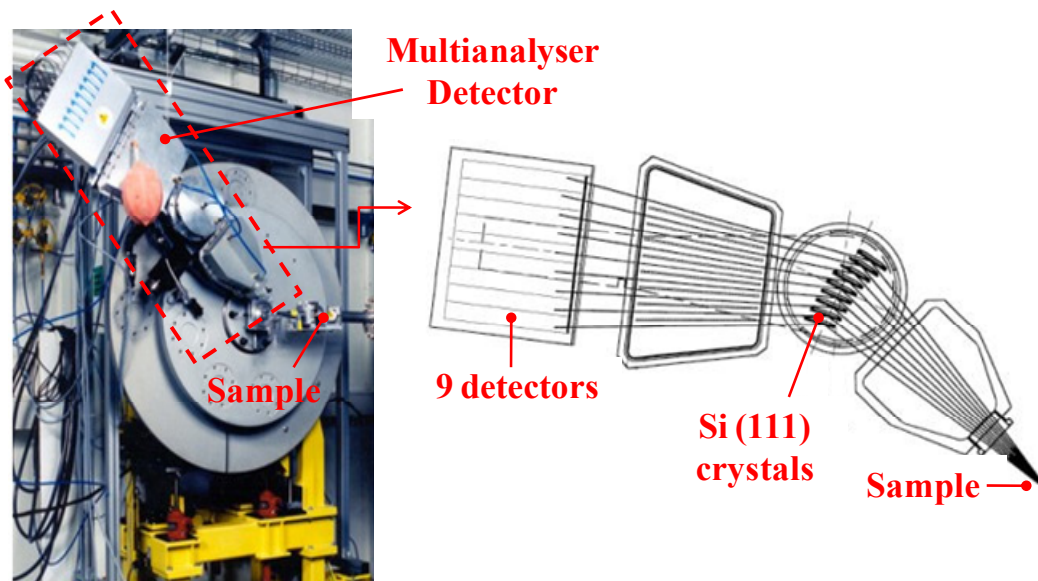 Multianalyser
Detector
Sample
9 detectors
Si (111)
crystals
Sample